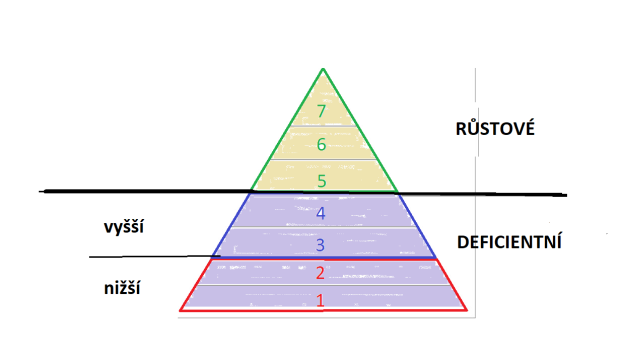 7
RŮSTOVÉ
6
5
4
vyšší
3
DEFICIENTNÍ
2
nižší
1